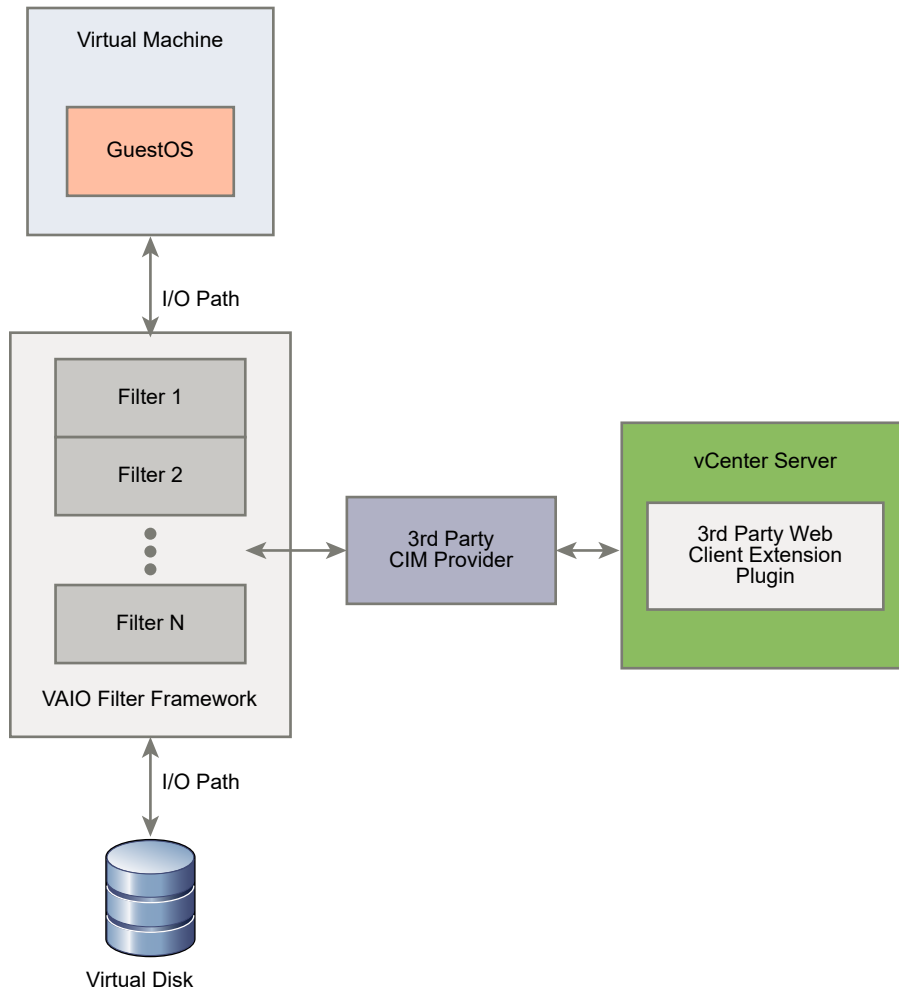 Virtual Machine
GuestOS
I/O Path
Filter 1
Filter 2
Filter N
VAIO Filter Framework
3rd Party
CIM Provider
vCenter Server
3rd Party Web
Client Extension
Plugin
I/O Path
Virtual Disk